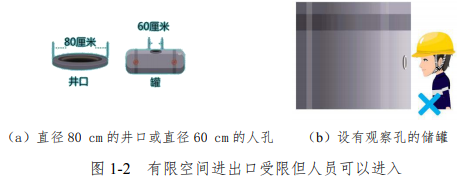 80厘米
60厘米
井口
罐
(a) 直径 80 cm 的井口或直径 60 cm 的人孔
(b) 设有观察孔的储罐
图 1-2 有限空间进出口受限但人员可以进入